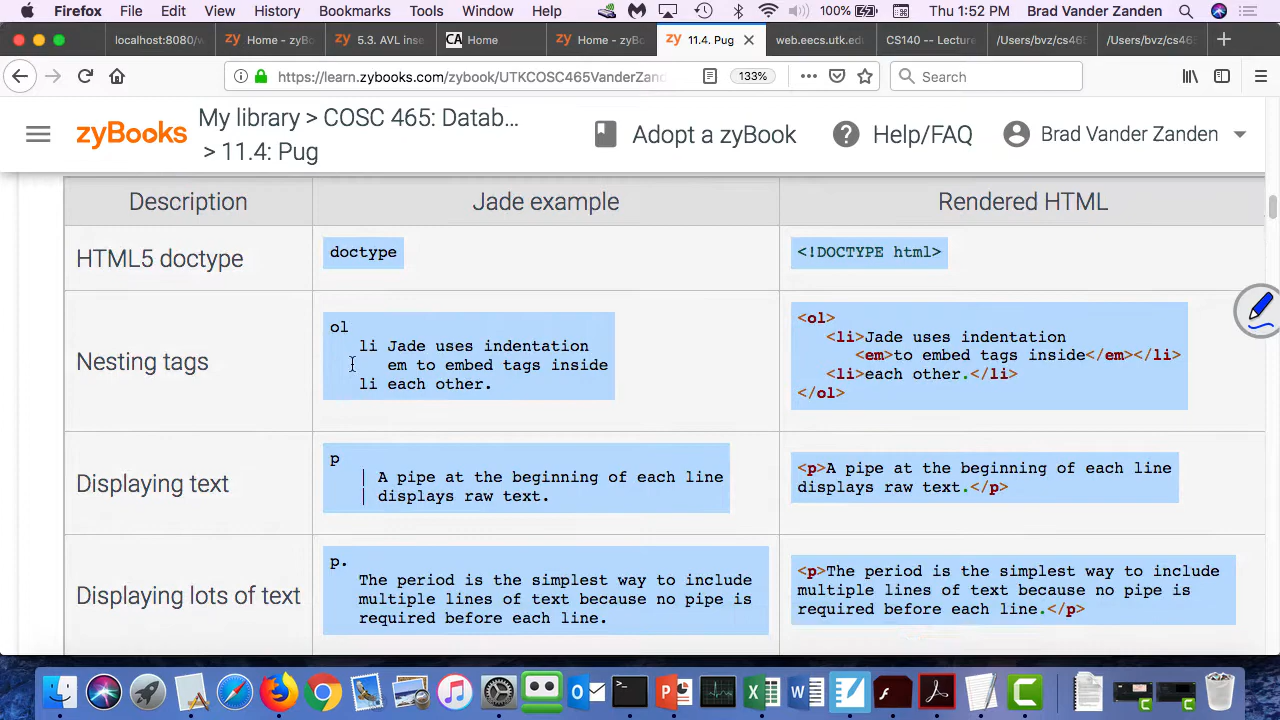 Firefox File Edit View History Bookmarks Tools Window Help 100% Thu 1:52 PM Brad Vander Zanden
localhost:8080/ Home - zyBo 5.3. AVL inse CA Home Home - zyBo 11.4. Pug web.eecs.utk.ed CS140 -- Lecture /Users/bvz/cs46 /Users/bvz/cs46
https://learn.zybooks.com/zybook/UTKCOSC465VanderZand 133% Search
zyBooks
My library > COSC 465: Datab...
> 11.4: Pug
Adopt a zyBook
Help/FAQ
Brad Vander Zanden
Description Jade example Rendered HTML
HTML5 doctype
doctype
<!DOCTYPE html>
Nesting tags
ol
li Jade uses indentation
em to embed tags inside
li each other.
<ol>
<li>Jade uses indentation
<em>to embed tags inside</em></li>
<li>each other.</li>
</ol>
Displaying text
p
| A pipe at the beginning of each line
| displays raw text.
<p>A pipe at the beginning of each line
displays raw text.</p>
Displaying lots of text
p.
The period is the simplest way to include
multiple lines of text because no pipe is
required before each line.
<p>The period is the simplest way to include
multiple lines of text because no pipe is
required before each line.</p>